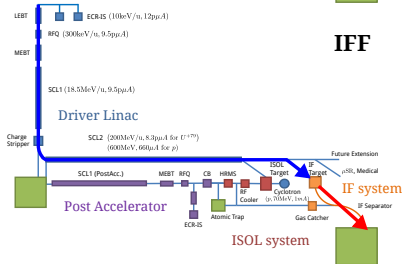 LEBT
ECR-IS (10keV/u, 12pμA)
RFQ (300keV/u, 9.5pμA)
MEBT
IFF
SCL1 (18.5MeV/u, 9.5pμA)
Driver Linac
Charge
Stripper
SCL2 (200MeV/u, 8.3pμA for U⁺⁷⁹)
(600MeV, 660μA for p)
Future Extension
SCL1 (PostAcc.)
MEBT
RFQ
CB
HRMS
ISOL
Target
IF
Target
μSR, Medical
RF
Cooler
Cyclotron
(p, 70MeV, 1mA)
IF system
Post Accelerator
ECR-IS
Atomic Trap
Gas Catcher
IF Separator
ISOL system